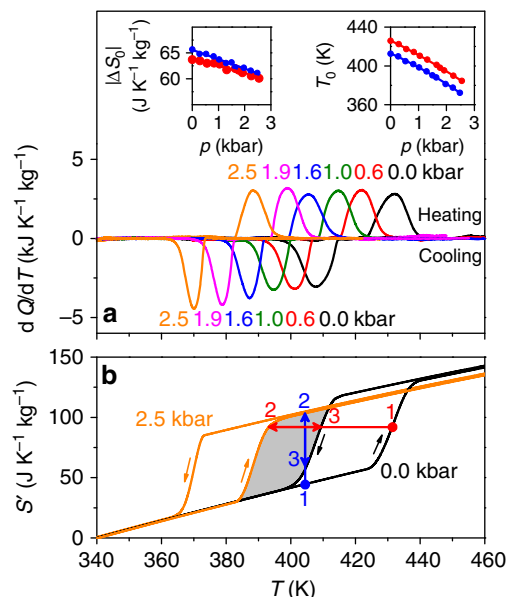 |ΔS₀|
(J K⁻¹ kg⁻¹)
65
60
0 1 2 3
p (kbar)
T₀
(K)
440
400
360
0 1 2 3
p (kbar)
dQ/dT (kJ K⁻¹ kg⁻¹)
5
0
−5
2.5 1.9 1.6 1.0 0.6 0.0 kbar
Heating
Cooling
2.5 1.9 1.6 1.0 0.6 0.0 kbar
a
S′ (J K⁻¹ kg⁻¹)
150
100
50
0
b
2.5 kbar
2
2
3
1
3
1
0.0 kbar
340 360 380 400 420 440 460
T (K)